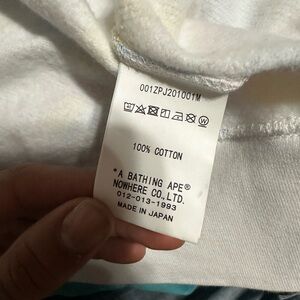 001ZPJ201001M
100% COTTON
"A BATHING APE®
NOWHERE CO.,LTD.
012-013-1993
MADE IN JAPAN